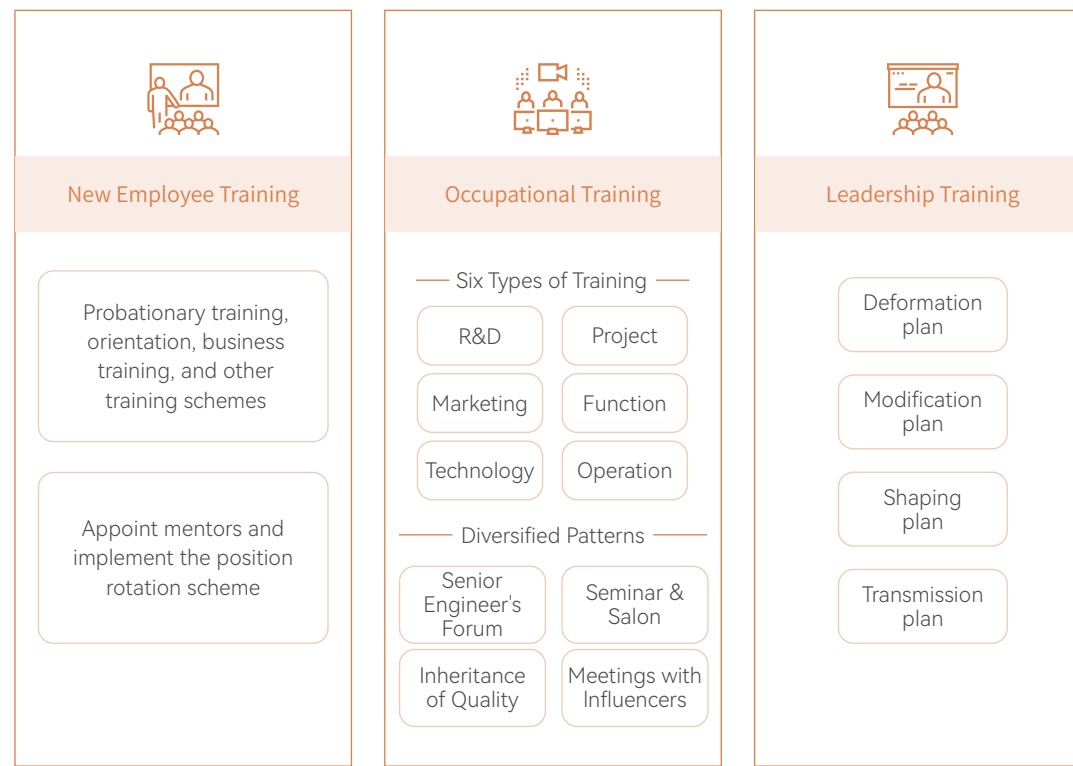 New Employee Training
Probationary training,
orientation, business
training, and other
training schemes
Appoint mentors and
implement the position
rotation scheme
Occupational Training
Six Types of Training
R&D
Project
Marketing
Function
Technology
Operation
Diversified Patterns
Senior
Engineer's
Forum
Seminar &
Salon
Inheritance
of Quality
Meetings with
Influencers
Leadership Training
Deformation
plan
Modification
plan
Shaping
plan
Transmission
plan